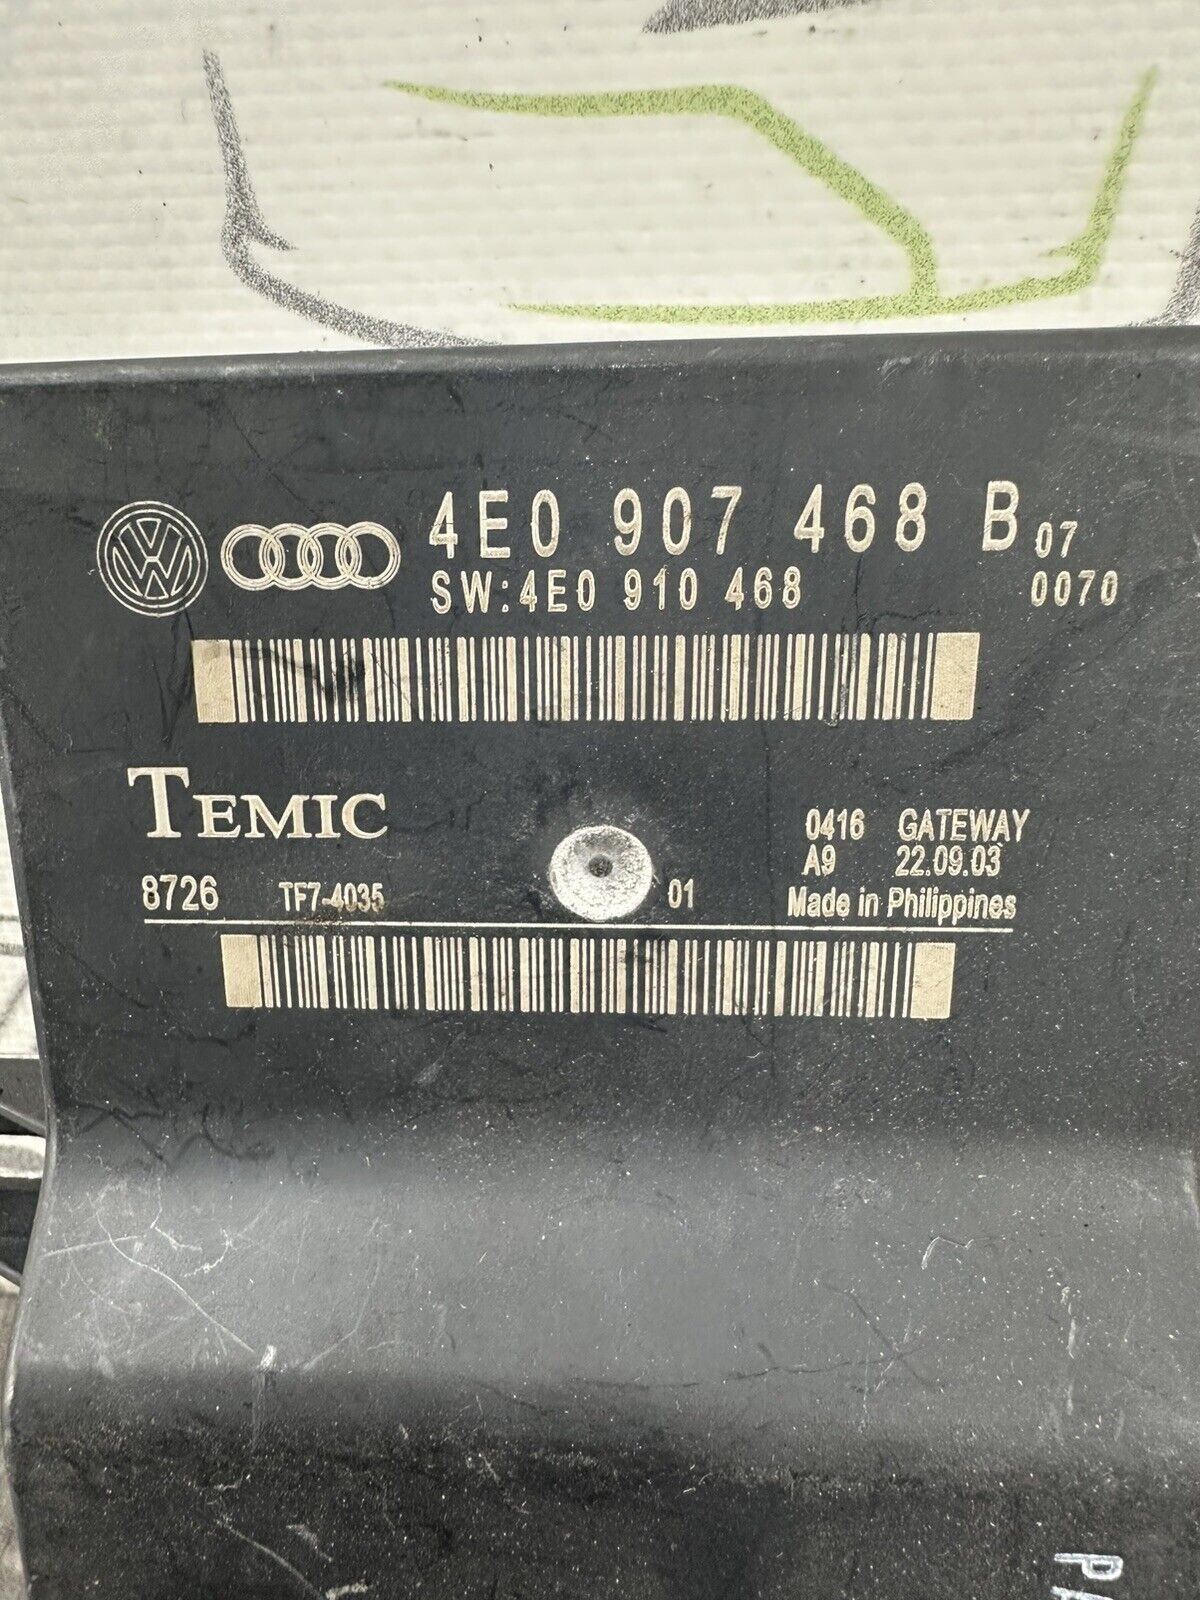 4E0 907 468 B 07
SW:4E0 910 468 0070
TEMIC
0416 GATEWAY
A9 22.09.03
8726 TF7-4035 01 Made in Philippines
PA